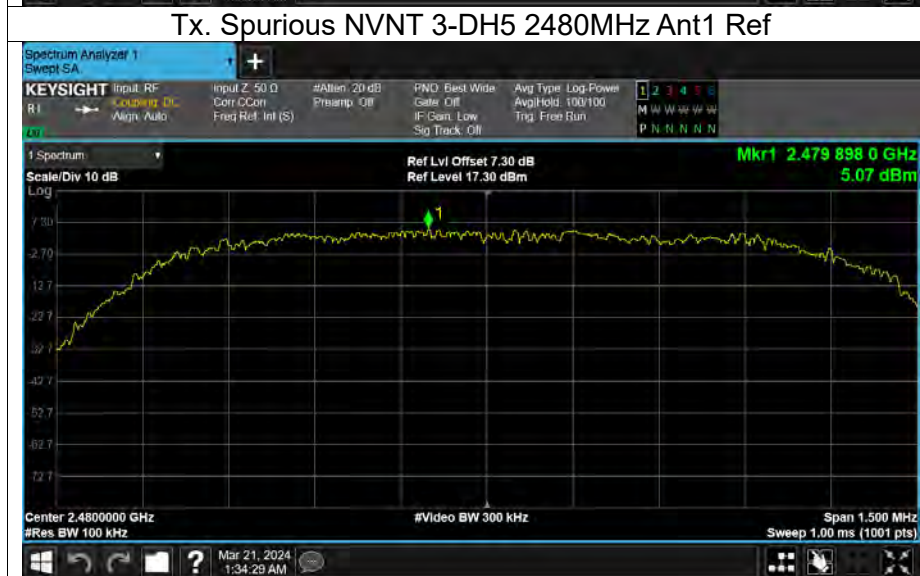 Tx. Spurious NVNT 3-DH5 2480MHz Ant1 Ref
Spectrum Analyzer 1
Swept SA
+
KEYSIGHT Input: RF Input Z: 50 Ω #Atten: 20 dB PNO: Best Wide Avg Type: Log-Power 1 2 3 4 5 6
Coupling: DC Corr CCorr Preamp: Off Gate: Off Avg|Hold: 100/100 M W W W W W
Align: Auto Freq Ref: Int (S) IF Gain: Low Trig: Free Run
Sig Track: Off P N N N N N
1 Spectrum Ref Lvl Offset 7.30 dB Mkr1 2.479 898 0 GHz
Scale/Div 10 dB Ref Level 17.30 dBm 5.07 dBm
Log
1
7.30
-2.70
-12.7
-22.7
-32.7
-42.7
-52.7
-62.7
-72.7
Center 2.4800000 GHz #Video BW 300 kHz Span 1.500 MHz
#Res BW 100 kHz Sweep 1.00 ms (1001 pts)
? Mar 21, 2024
1:34:29 AM